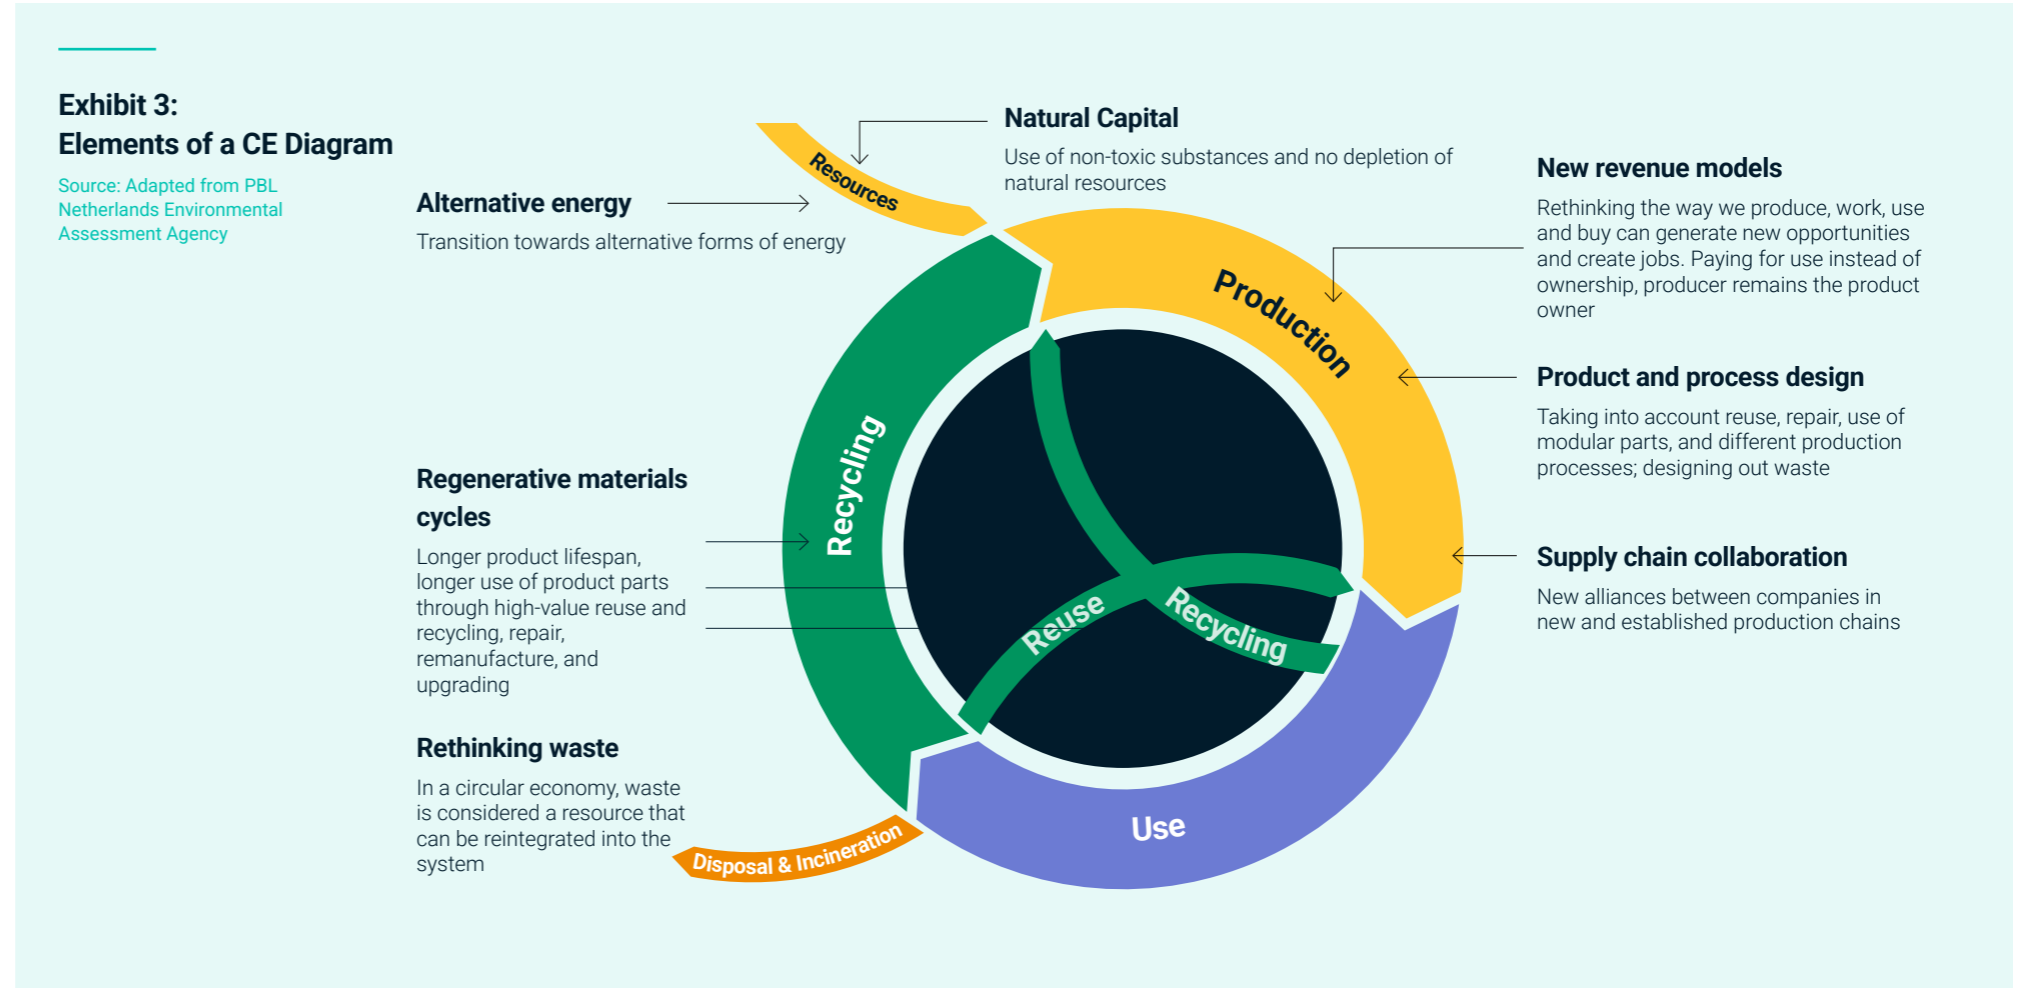 Exhibit 3:
Elements of a CE Diagram
Source: Adapted from PBL
Netherlands Environmental
Assessment Agency
Alternative energy
Transition towards alternative forms of energy
Resources
Natural Capital
Use of non-toxic substances and no depletion of
natural resources
New revenue models
Rethinking the way we produce, work, use
and buy can generate new opportunities
and create jobs. Paying for use instead of
ownership, producer remains the product
owner
Production
Product and process design
Taking into account reuse, repair, use of
modular parts, and different production
processes; designing out waste
Supply chain collaboration
New alliances between companies in
new and established production chains
Recycling
Regenerative materials
cycles
Longer product lifespan,
longer use of product parts
through high-value reuse and
recycling, repair,
remanufacture, and
upgrading
Reuse
Recycling
Rethinking waste
In a circular economy, waste
is considered a resource that
can be reintegrated into the
system
Disposal & Incineration
Use